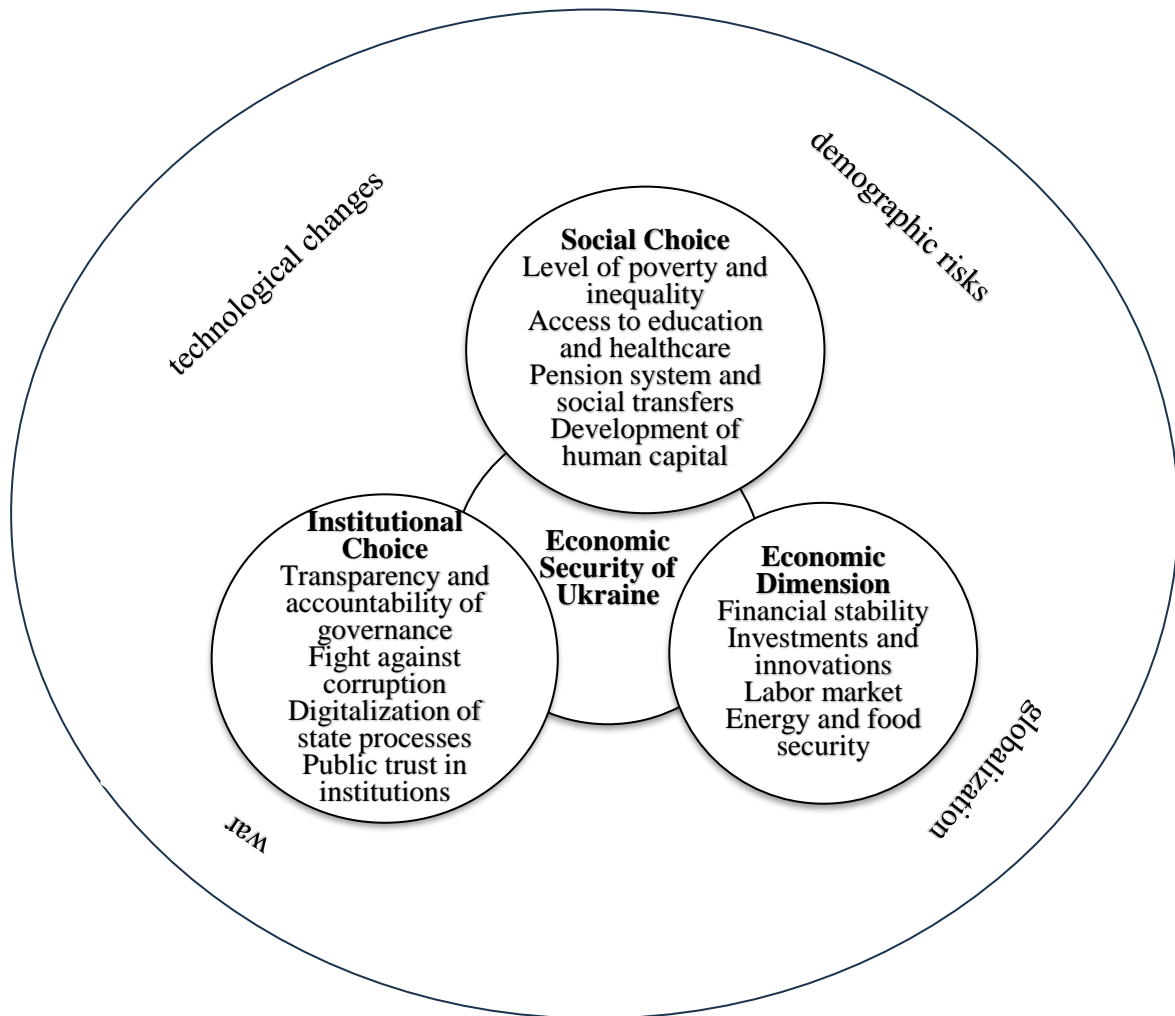 technological changes
demographic risks
Social Choice
Level of poverty and
inequality
Access to education
and healthcare
Pension system and
social transfers
Development of
human capital
Institutional
Choice
Transparency and
accountability of
governance
Fight against
corruption
Digitalization of
state processes
Public trust in
institutions
Economic
Security of
Ukraine
Economic
Dimension
Financial stability
Investments and
innovations
Labor market
Energy and food
security
globalization
war